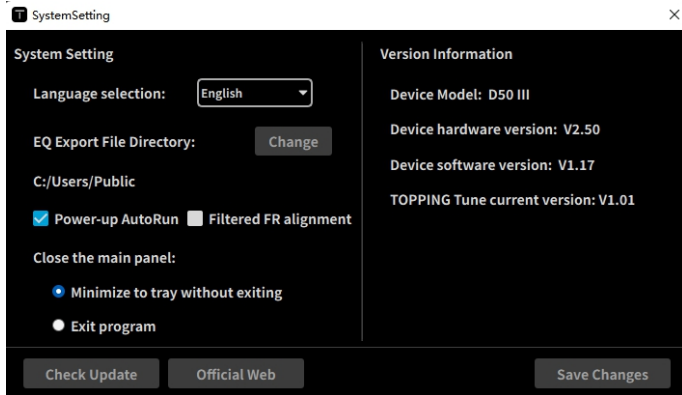 T SystemSetting
System Setting
Language selection: English
EQ Export File Directory: Change
C:/Users/Public
Power-up AutoRun Filtered FR alignment
Close the main panel:
Minimize to tray without exiting
Exit program
Version Information
Device Model: D50 III
Device hardware version: V2.50
Device software version: V1.17
TOPPING Tune current version: V1.01
Check Update Official Web Save Changes